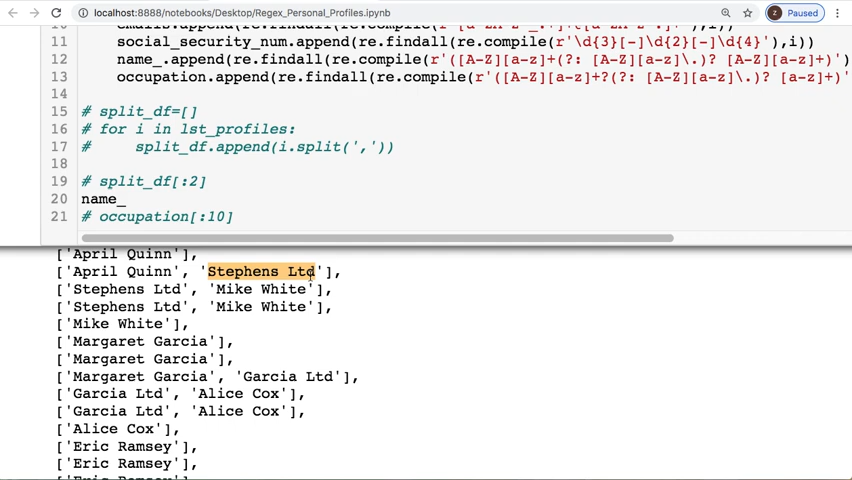 localhost:8888/notebooks/Desktop/Regex_Personal_Profiles.ipynb
Z Paused
11 social_security_num.append(re.findall(re.compile(r'\d{3}[-]\d{2}[-]\d{4}'),i))
12 name_.append(re.findall(re.compile(r'([A-Z][a-z]+(?: [A-Z][a-z]\.)? [A-Z][a-z]+)')
13 occupation.append(re.findall(re.compile(r'([A-Z][a-z]+?(?: [A-Z][a-z]\.)? [a-z]+)'
14
15 # split_df=[]
16 # for i in lst_profiles:
17 #     split_df.append(i.split(','))
18
19 # split_df[:2]
20 name_
21 # occupation[:10]
['April Quinn'],
['April Quinn', 'Stephens Ltd'],
['Stephens Ltd', 'Mike White'],
['Stephens Ltd', 'Mike White'],
['Mike White'],
['Margaret Garcia'],
['Margaret Garcia'],
['Margaret Garcia', 'Garcia Ltd'],
['Garcia Ltd', 'Alice Cox'],
['Garcia Ltd', 'Alice Cox'],
['Alice Cox'],
['Eric Ramsey'],
['Eric Ramsey'],